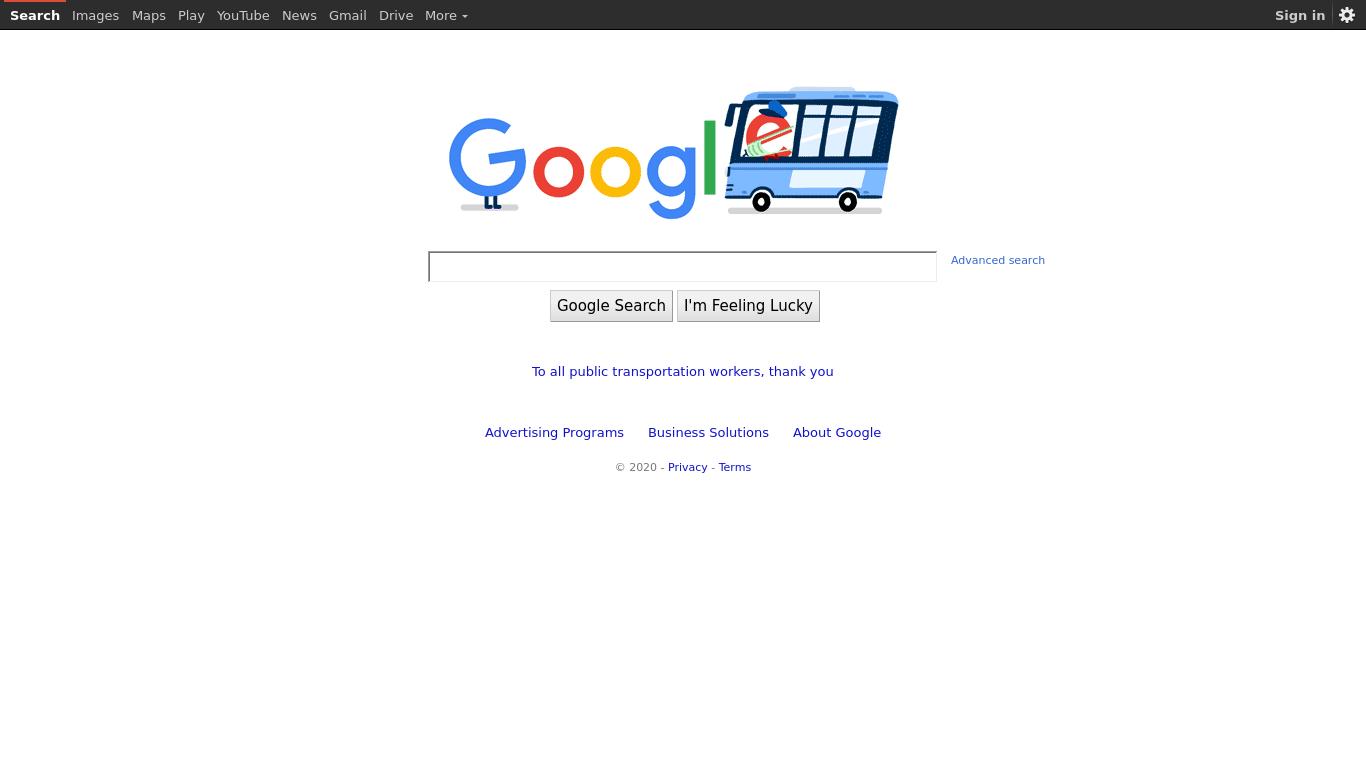 Search Images Maps Play YouTube News Gmail Drive More Sign in
Google
Advanced search
Google Search I'm Feeling Lucky
To all public transportation workers, thank you
Advertising Programs Business Solutions About Google
© 2020 - Privacy - Terms